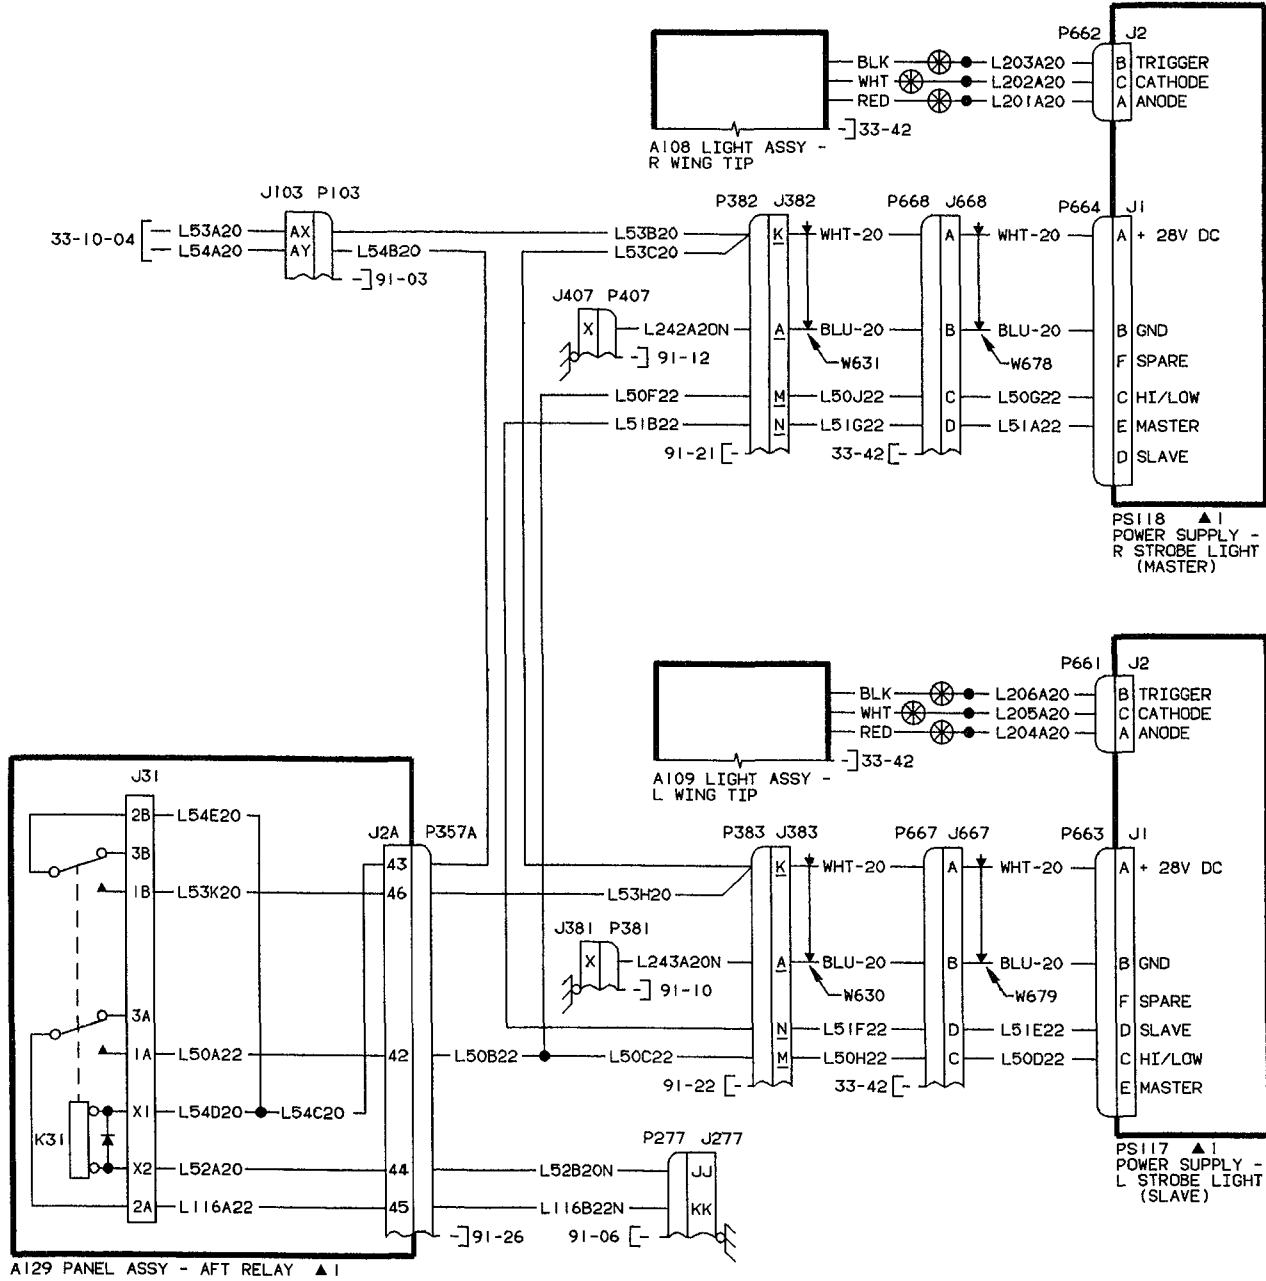 P662 J2
BLK L203A20 B TRIGGER
WHT L202A20 C CATHODE
RED L201A20 A ANODE
33-42
A108 LIGHT ASSY -
R WING TIP
J103 P103
P382 J382 P668 J668 P664 J1
33-10-04
L53A20 AX L53B20 K WHT-20 A WHT-20 A + 28V DC
L54A20 AY L54B20 L53C20
91-03
J407 P407
X L242A20N A BLU-20 B BLU-20 B GND
91-12 W631 W678 F SPARE
L50F22 M L50J22 C L50G22 C HI/LOW
L51B22 N L51G22 D L51A22 E MASTER
91-21 33-42 D SLAVE
PS118 ▲1
POWER SUPPLY -
R STROBE LIGHT
(MASTER)
P661 J2
BLK L206A20 B TRIGGER
WHT L205A20 C CATHODE
RED L204A20 A ANODE
33-42
A109 LIGHT ASSY -
L WING TIP
J31
2B L54E20
J2A P357A P383 J383 P667 J667 P663 J1
3B 43 K WHT-20 A WHT-20 A + 28V DC
1B L53K20 46 L53H20
J381 P381
X L243A20N A BLU-20 B BLU-20 B GND
91-10 W630 W679 F SPARE
3A N L51F22 D L51E22 D SLAVE
1A L50A22 42 L50B22 L50C22 M L50H22 C L50D22 C HI/LOW
91-22 33-42 E MASTER
X1 L54D20 L54C20
K31
P277 J277
X2 L52A20 44 L52B20N JJ
2A L116A22 45 L116B22N KK
91-26 91-06
PS117 ▲1
POWER SUPPLY -
L STROBE LIGHT
(SLAVE)
A129 PANEL ASSY - AFT RELAY ▲1